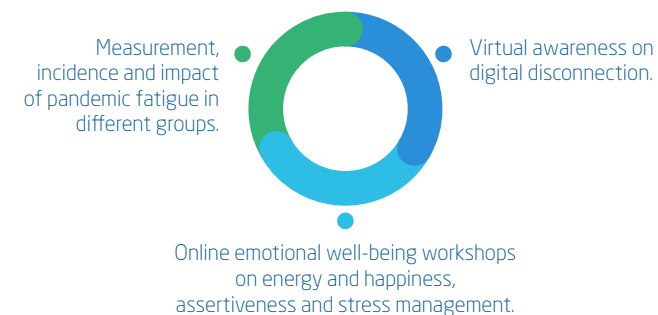 Measurement,
incidence and impact
of pandemic fatigue in
different groups.
Virtual awareness on
digital disconnection.
Online emotional well-being workshops
on energy and happiness,
assertiveness and stress management.